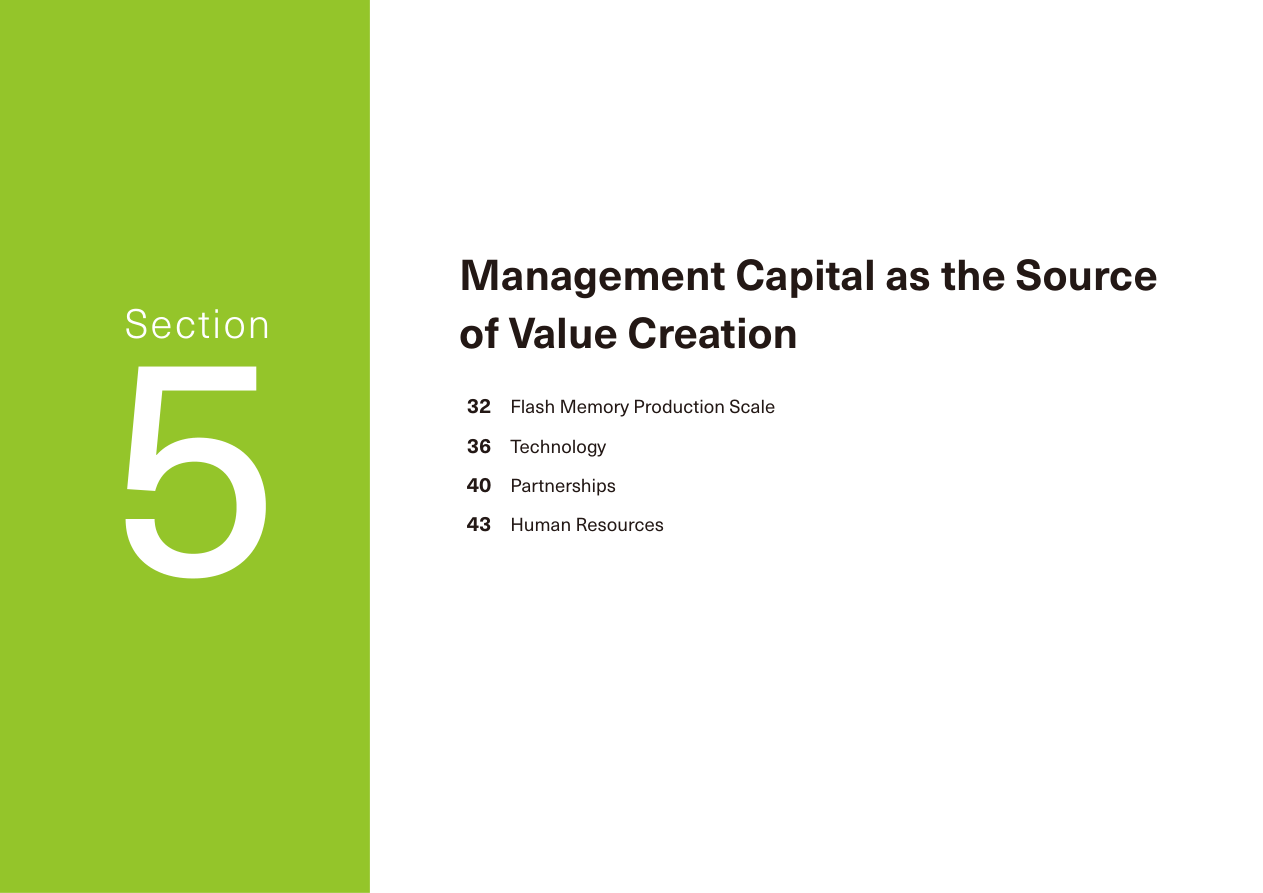 Section
5
Management Capital as the Source
of Value Creation
32 Flash Memory Production Scale
36 Technology
40 Partnerships
43 Human Resources